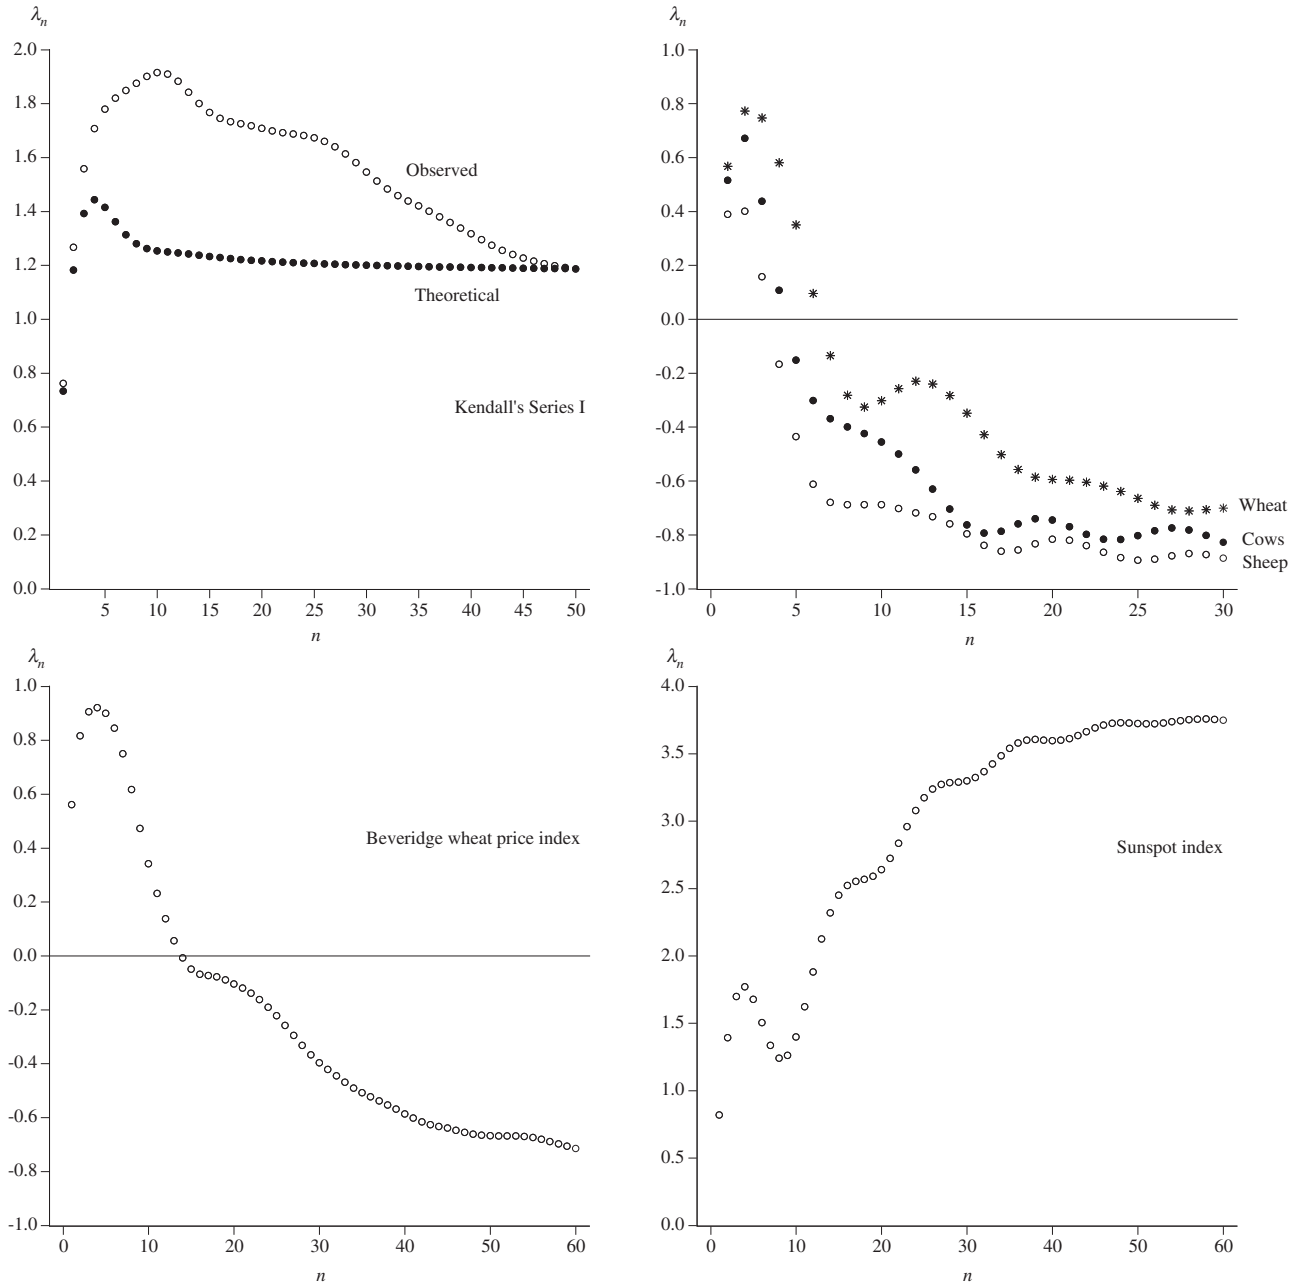 λn
2.0
1.8
1.6
1.4
1.2
1.0
0.8
0.6
0.4
0.2
0.0
Observed
Theoretical
Kendall's Series I
5 10 15 20 25 30 35 40 45 50
n
λn
1.0
0.8
0.6
0.4
0.2
0.0
-0.2
-0.4
-0.6
-0.8
-1.0
Wheat
Cows
Sheep
0 5 10 15 20 25 30
n
λn
1.0
0.8
0.6
0.4
0.2
0.0
-0.2
-0.4
-0.6
-0.8
-1.0
Beveridge wheat price index
0 10 20 30 40 50 60
n
λn
4.0
3.5
3.0
2.5
2.0
1.5
1.0
0.5
0.0
Sunspot index
0 10 20 30 40 50 60
n